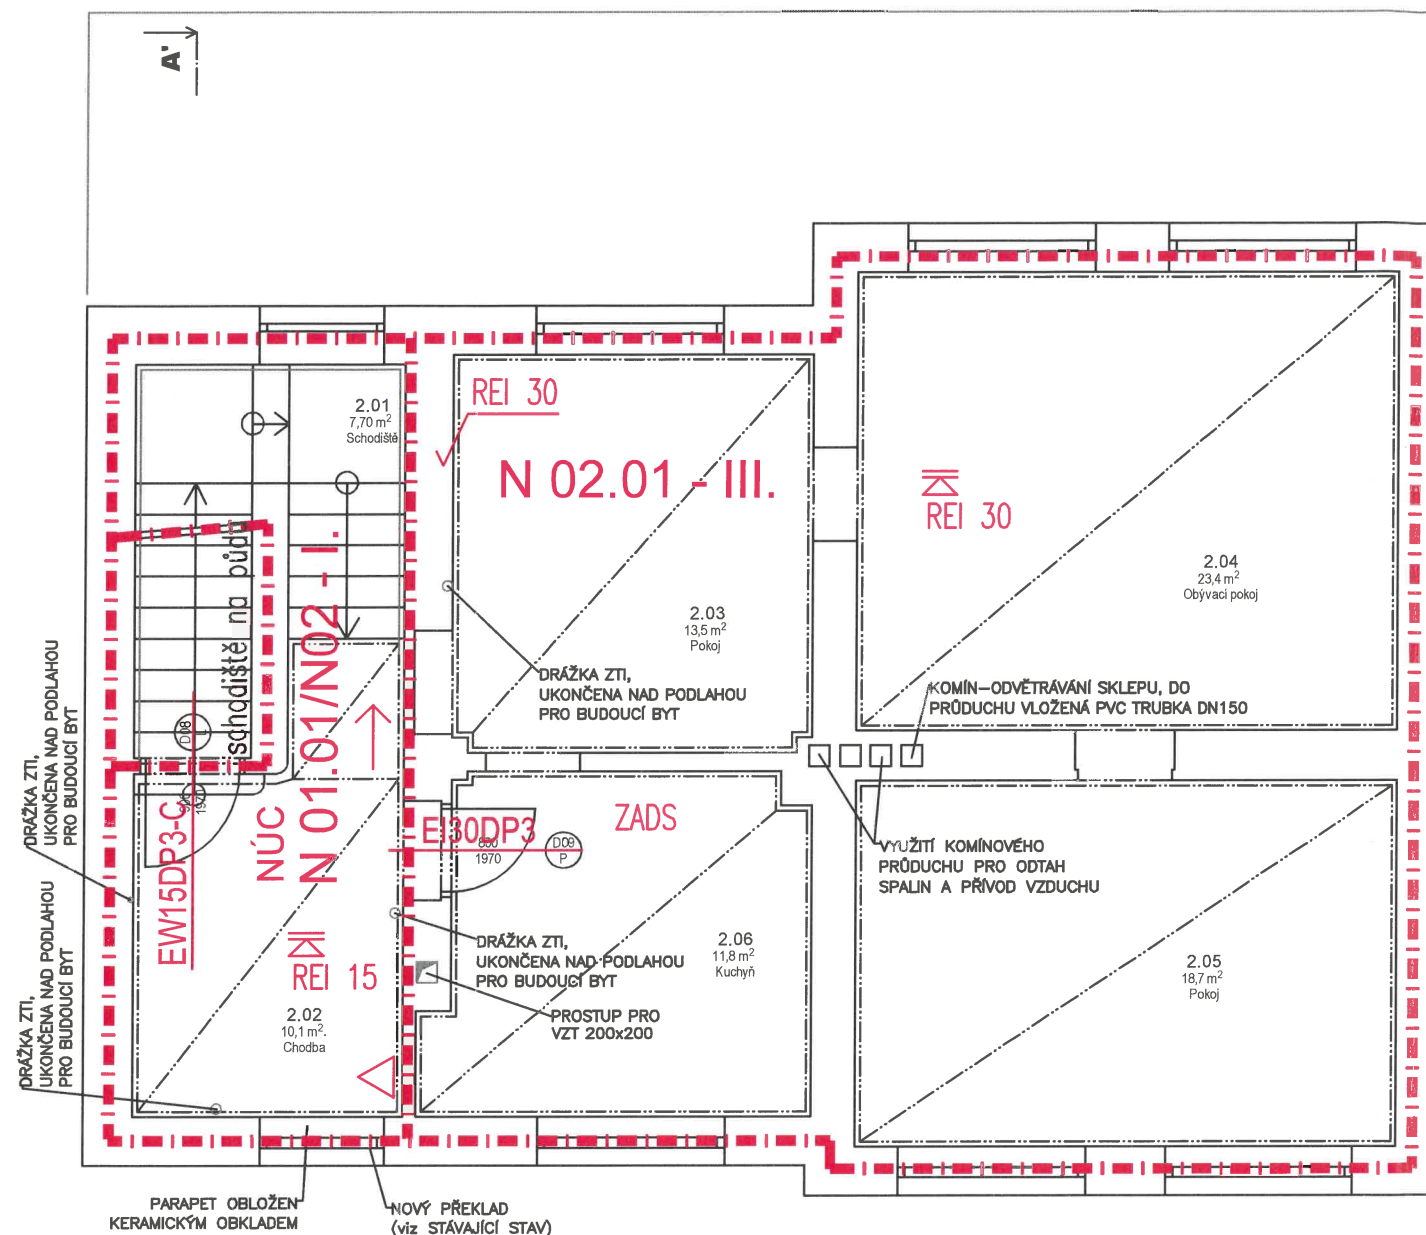 A'
2.01
7,70 m²
Schodiště
REI 30
N 02.01 - III.
REI 30
2.04
23,4 m²
Obývací pokoj
2.03
13,5 m²
Pokoj
DRÁŽKA ZTI,
UKONČENA NAD PODLAHOU
PRO BUDOUCÍ BYT
KOMÍN-ODVĚTRÁVÁNÍ SKLEPU, DO
PRŮDUCHU VLOŽENÁ PVC TRUBKA DN150
schodiště na půdu
N 01.01/N02 - I.
NÚC
D08
L
1970
EW15DP3-C
DRÁŽKA ZTI,
UKONČENA NAD PODLAHOU
PRO BUDOUCÍ BYT
DRÁŽKA ZTI,
UKONČENA NAD PODLAHOU
PRO BUDOUCÍ BYT
EI30DP3
800
1970
D09
P
ZADS
VYUŽITÍ KOMÍNOVÉHO
PRŮDUCHU PRO ODTAH
SPALIN A PŘÍVOD VZDUCHU
DRÁŽKA ZTI,
UKONČENA NAD PODLAHOU
PRO BUDOUCÍ BYT
2.06
11,8 m²
Kuchyň
REI 15
PROSTUP PRO
VZT 200x200
2.02
10,1 m².
Chodba
2.05
18,7 m²
Pokoj
PARAPET OBLOŽEN
KERAMICKÝM OBKLADEM
NOVÝ PŘEKLAD
(viz STÁVAJÍCÍ STAV)